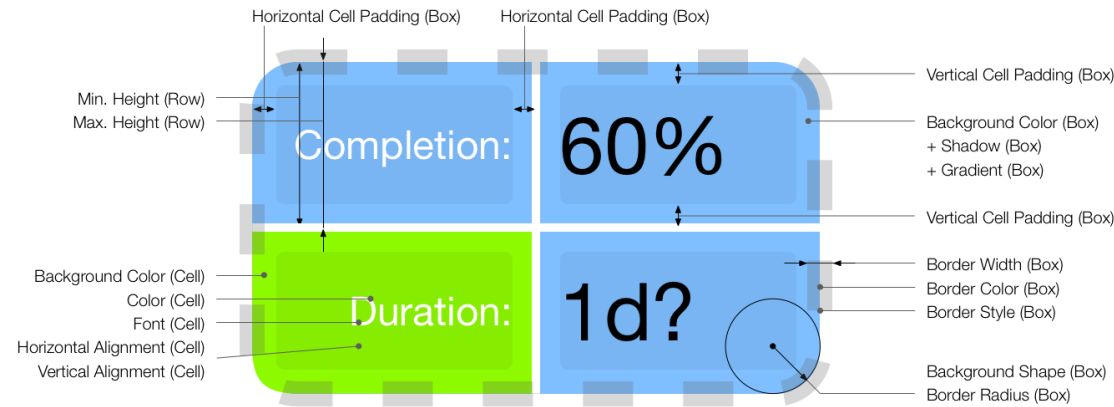 Horizontal Cell Padding (Box)
Horizontal Cell Padding (Box)
Vertical Cell Padding (Box)
Min. Height (Row)
Max. Height (Row)
Completion:
60%
Background Color (Box)
+ Shadow (Box)
+ Gradient (Box)
Vertical Cell Padding (Box)
Background Color (Cell)
Color (Cell)
Font (Cell)
Horizontal Alignment (Cell)
Vertical Alignment (Cell)
Duration:
1d?
Border Width (Box)
Border Color (Box)
Border Style (Box)
Background Shape (Box)
Border Radius (Box)